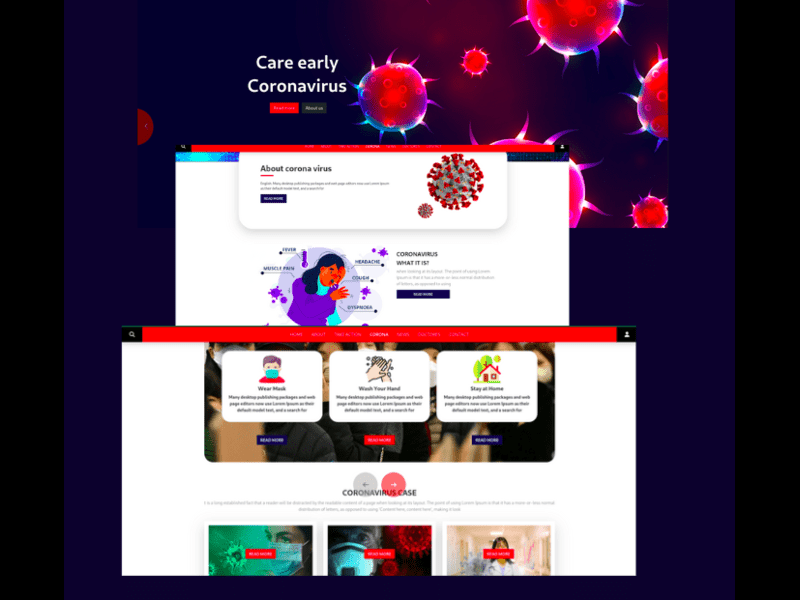 Care early
Coronavirus
Read more About us
HOME ABOUT CORONA NEWS DOCTORS CONTACT
About corona virus
English. Many desktop publishing packages and web page editors now use Lorem Ipsum
as their default model text, and a search for
READ MORE
FEVER
HEADACHE
MUSCLE PAIN
COUGH
DYSPNOEA
CORONAVIRUS
WHAT IT IS?
when looking at its layout. The point of using Lorem
Ipsum is that it has a more-or-less normal distribution
of letters, as opposed to using
READ MORE
HOME ABOUT CORONA NEWS DOCTORS CONTACT
Wear Mask
Many desktop publishing packages and web
page editors now use Lorem Ipsum as their
default model text, and a search for
READ MORE
Wash Your Hand
Many desktop publishing packages and web
page editors now use Lorem Ipsum as their
default model text, and a search for
READ MORE
Stay at Home
Many desktop publishing packages and web
page editors now use Lorem Ipsum as their
default model text, and a search for
READ MORE
CORONAVIRUS CASE
It is a long established fact that a reader will be distracted by the readable content of a page when looking at its layout. The point of using Lorem Ipsum is that it has a more-or-less normal
distribution of letters, as opposed to using 'Content here, content here', making it look
READ MORE
READ MORE
READ MORE